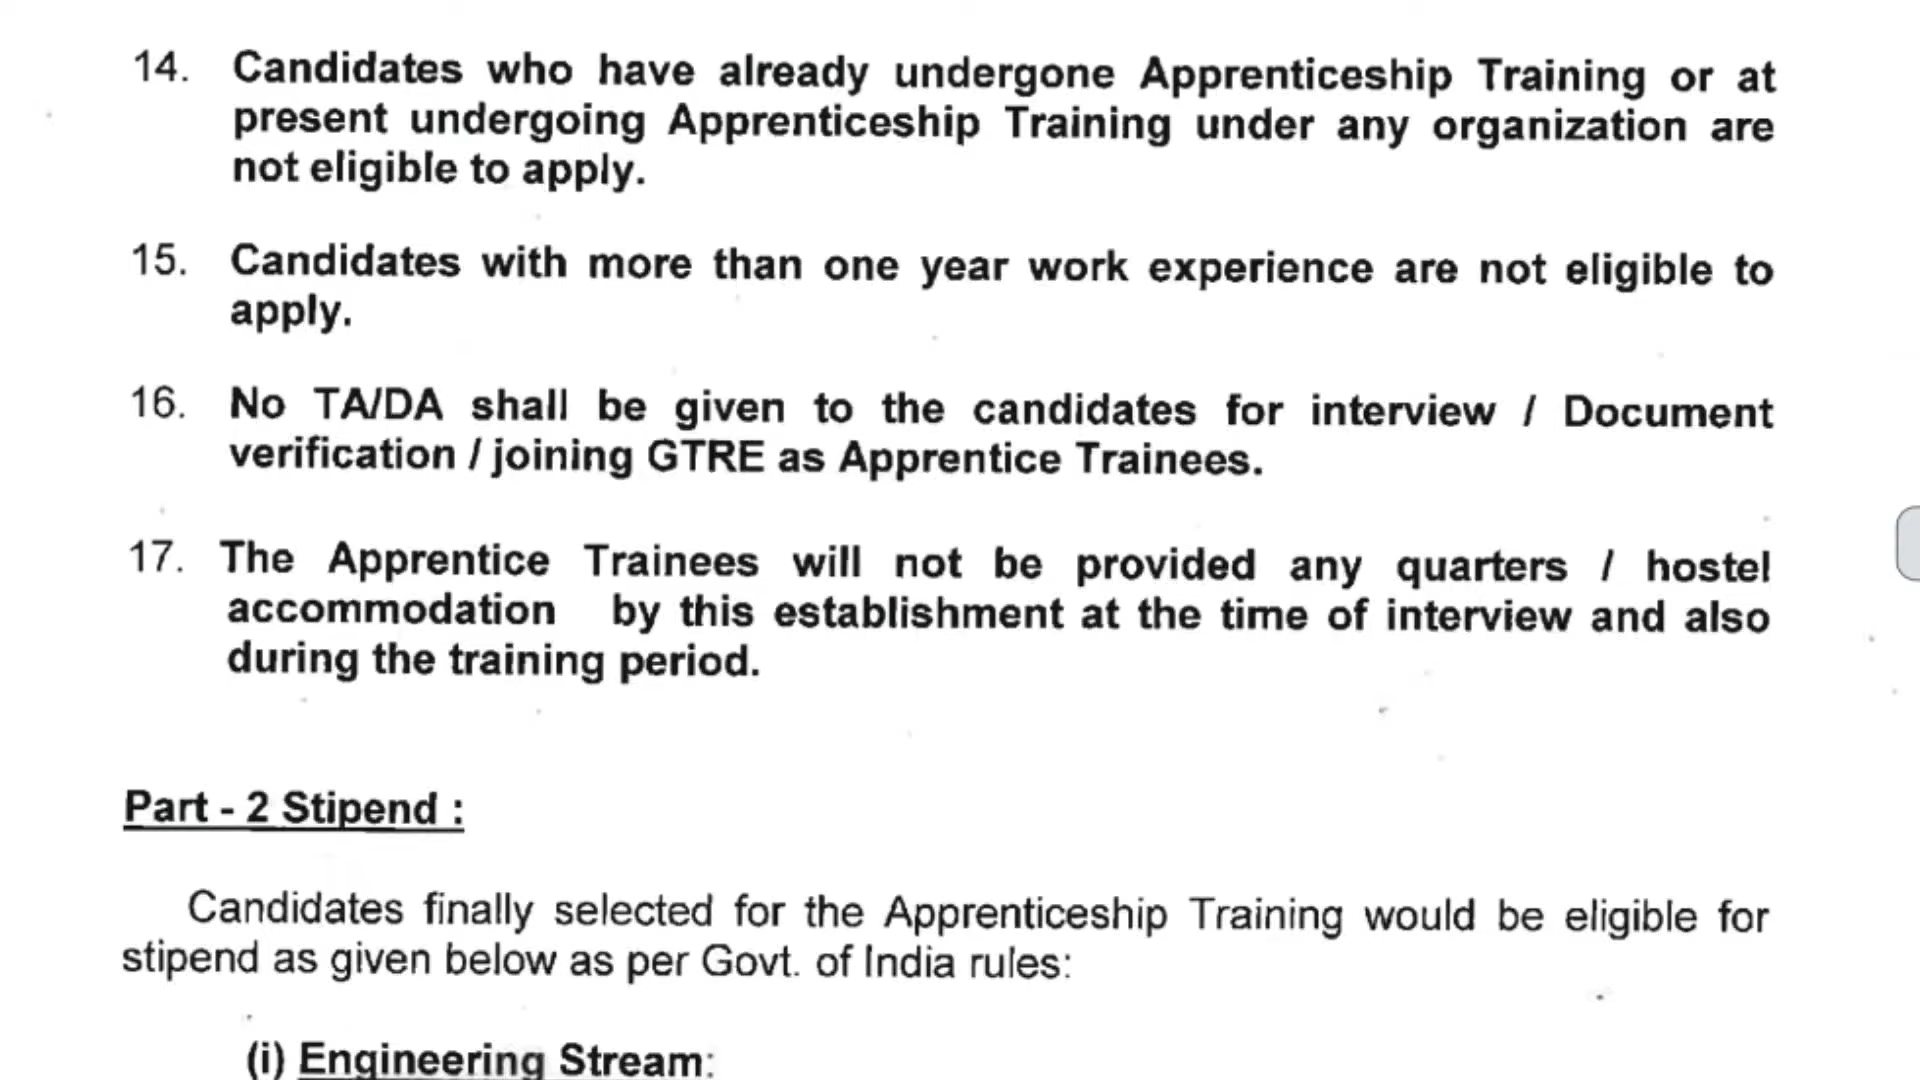 14. Candidates who have already undergone Apprenticeship Training or at
present undergoing Apprenticeship Training under any organization are
not eligible to apply.
15. Candidates with more than one year work experience are not eligible to
apply.
16. No TA/DA shall be given to the candidates for interview / Document
verification / joining GTRE as Apprentice Trainees.
17. The Apprentice Trainees will not be provided any quarters / hostel
accommodation by this establishment at the time of interview and also
during the training period.
Part - 2 Stipend :
Candidates finally selected for the Apprenticeship Training would be eligible for
stipend as given below as per Govt. of India rules:
(i) Engineering Stream: